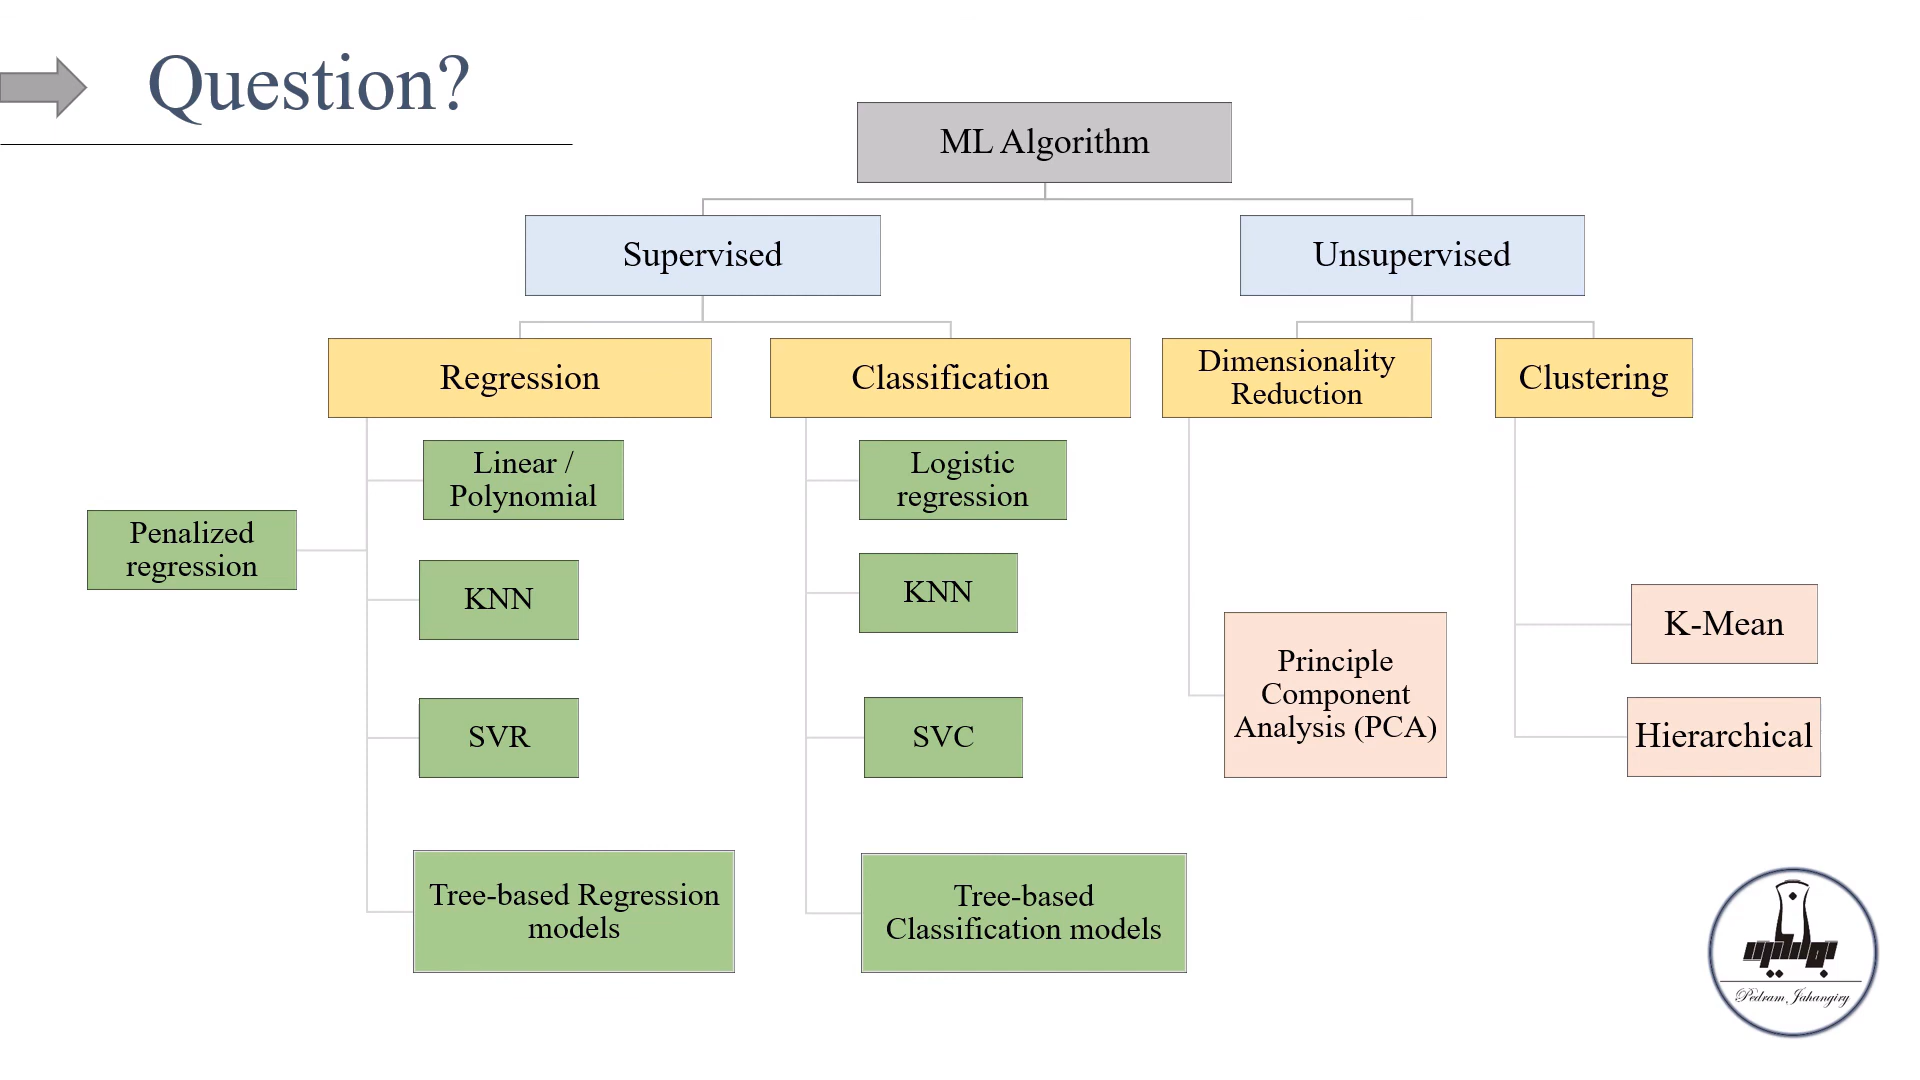 Question?
ML Algorithm
Supervised
Unsupervised
Regression
Classification
Dimensionality
Reduction
Clustering
Linear /
Polynomial
Penalized
regression
KNN
SVR
Tree-based Regression
models
Logistic
regression
KNN
SVC
Tree-based
Classification models
Principle
Component
Analysis (PCA)
K-Mean
Hierarchical
Pedram Jahangiry